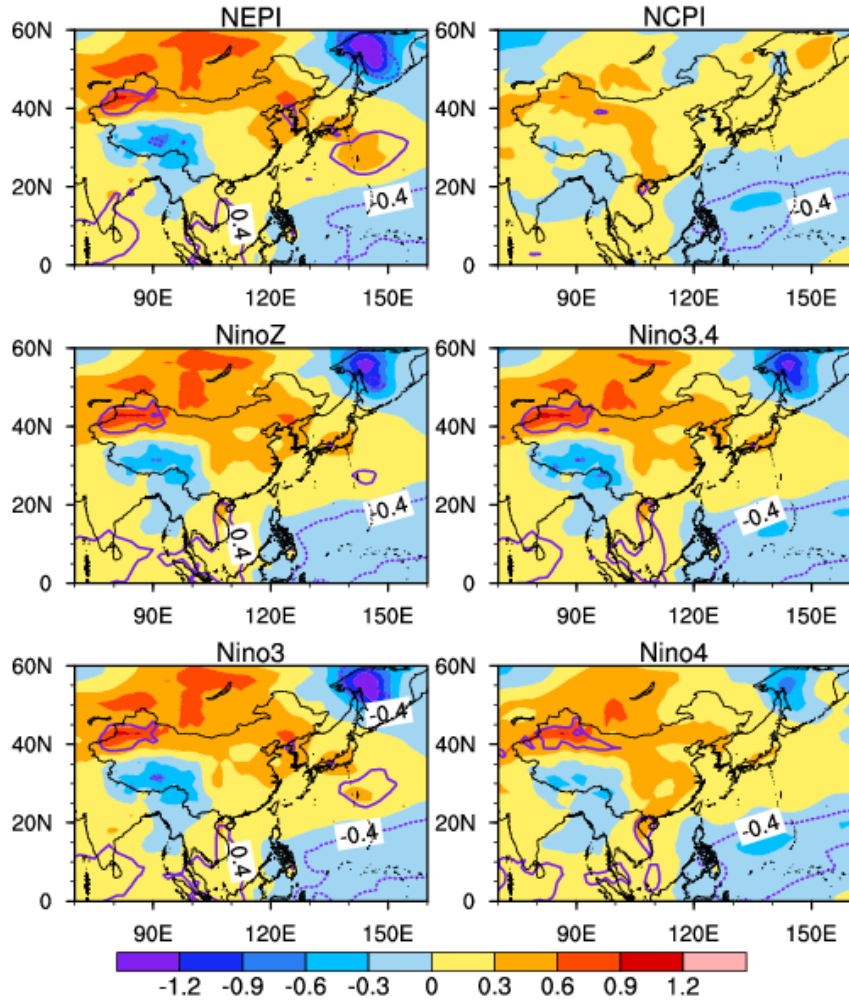 NEPI NCPI
60N 60N
40N 40N
20N 20N
0.4 -0.4 -0.4
0 0
90E 120E 150E 90E 120E 150E
NinoZ Nino3.4
60N 60N
40N 40N
20N 20N
0.4 -0.4 -0.4
0 0
90E 120E 150E 90E 120E 150E
Nino3 Nino4
60N 60N
-0.4
40N 40N
20N 20N
0.4 -0.4 -0.4
0 0
90E 120E 150E 90E 120E 150E
-1.2 -0.9 -0.6 -0.3 0 0.3 0.6 0.9 1.2